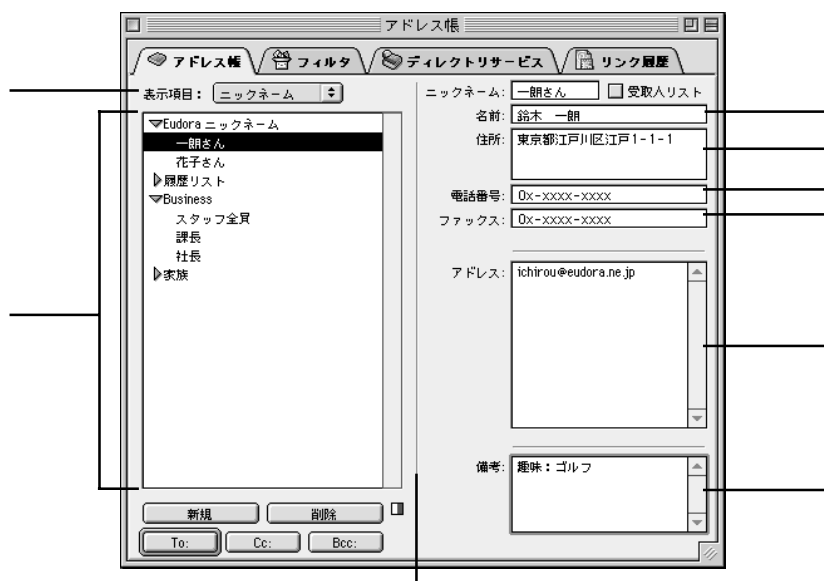 アドレス帳
アドレス帳 フィルタ ディレクトリサービス リンク履歴
表示項目： ニックネーム
Eudora ニックネーム
一朗さん
花子さん
履歴リスト
Business
スタッフ全員
課長
社長
家族
新規 削除
To: Cc: Bcc:
ニックネーム: 一朗さん 受取人リスト
名前: 鈴木 一朗
住所: 東京都江戸川区江戸1-1-1
電話番号: 0x-xxxx-xxxx
ファックス: 0x-xxxx-xxxx
アドレス: ichirou@eudora.ne.jp
備考: 趣味：ゴルフ